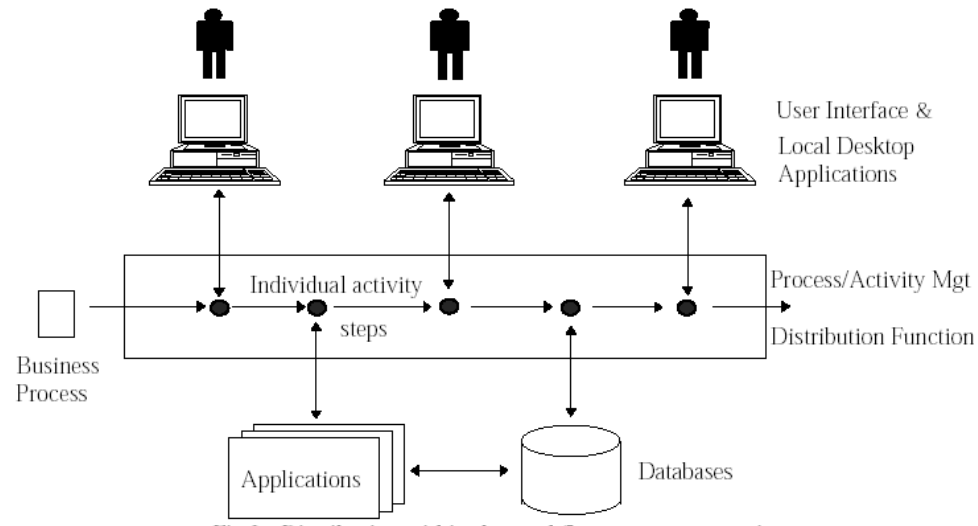 User Interface &
Local Desktop
Applications
Individual activity
steps
Process/Activity Mgt
Distribution Function
Business
Process
Applications
Databases